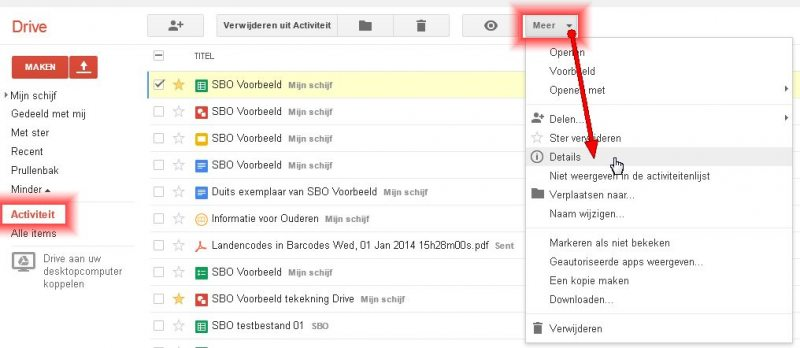 Drive
Verwijderen uit Activiteit
Meer
MAKEN
Mijn schijf
Gedeeld met mij
Met ster
Recent
Prullenbak
Minder
Activiteit
Alle items
Drive aan uw
desktopcomputer
koppelen
TITEL
SBO Voorbeeld Mijn schijf
SBO Voorbeeld Mijn schijf
SBO Voorbeeld Mijn schijf
SBO Voorbeeld Mijn schijf
Duits exemplaar van SBO Voorbeeld Mijn schijf
Informatie voor Ouderen Mijn schijf
Landencodes in Barcodes Wed, 01 Jan 2014 15h28m00s.pdf Sent
SBO Voorbeeld Mijn schijf
SBO Voorbeeld tekekning Drive Mijn schijf
SBO testbestand 01 SBO
Openen
Voorbeeld
Openen met
Delen...
Ster verwijderen
Details
Niet weergeven in de activiteitenlijst
Verplaatsen naar...
Naam wijzigen...
Markeren als niet bekeken
Geautoriseerde apps weergeven...
Een kopie maken
Downloaden...
Verwijderen